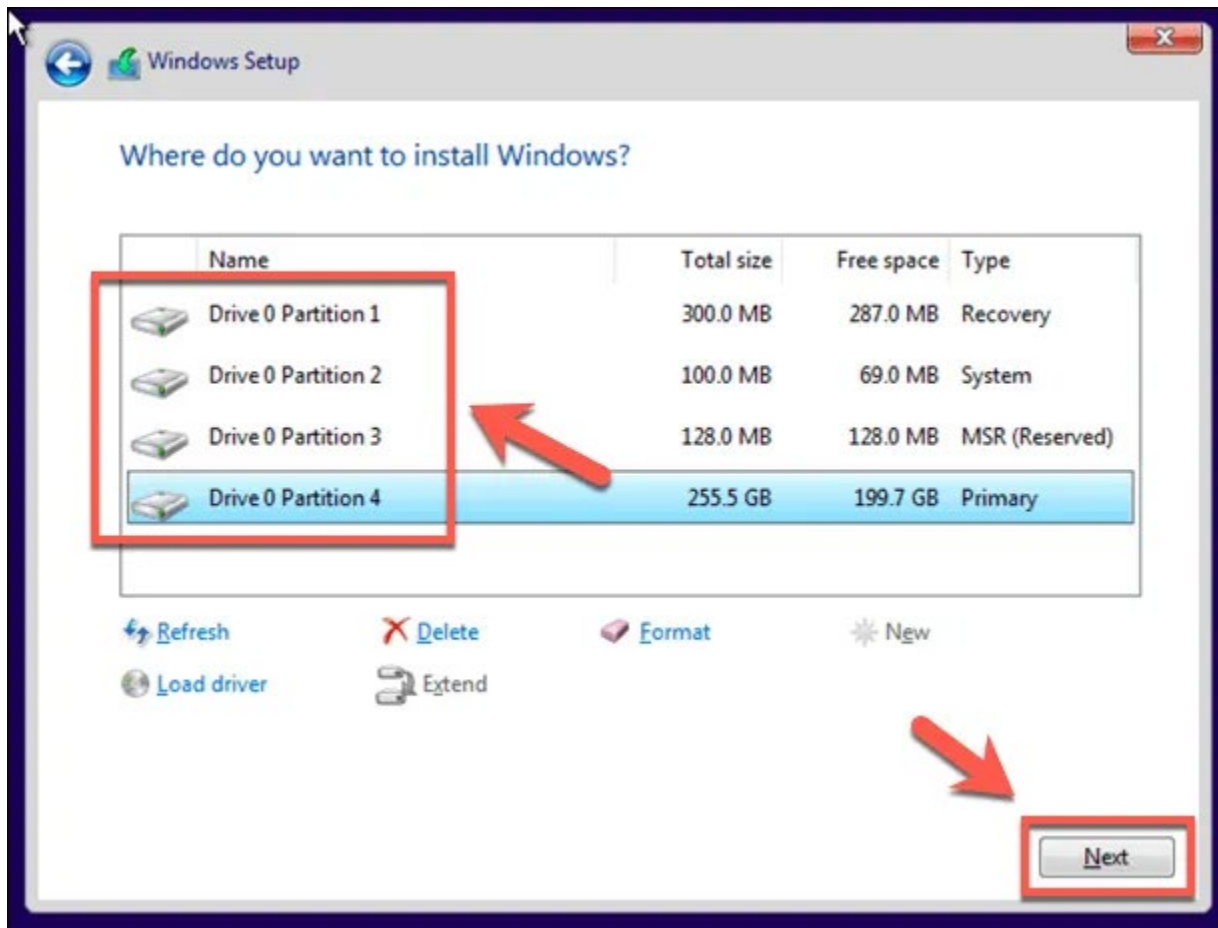 Windows Setup
Where do you want to install Windows?
Name Total size Free space Type
Drive 0 Partition 1 300.0 MB 287.0 MB Recovery
Drive 0 Partition 2 100.0 MB 69.0 MB System
Drive 0 Partition 3 128.0 MB 128.0 MB MSR (Reserved)
Drive 0 Partition 4 255.5 GB 199.7 GB Primary
Refresh Delete Format New
Load driver Extend
Next